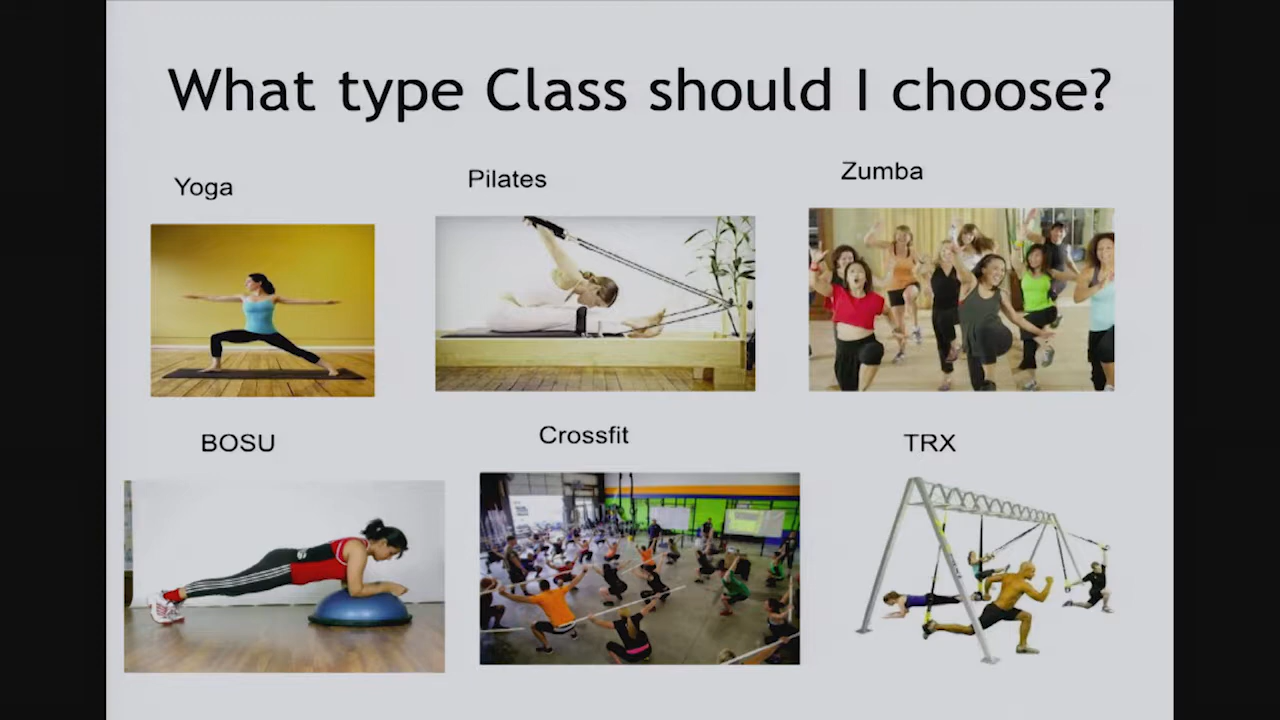 What type Class should I choose?
Yoga
Pilates
Zumba
BOSU
Crossfit
TRX